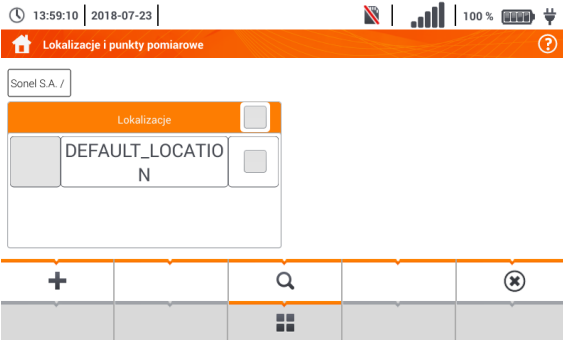 13:59:10 2018-07-23 100 %
Lokalizacje i punkty pomiarowe
Sonel S.A. /
Lokalizacje
DEFAULT_LOCATIO
N